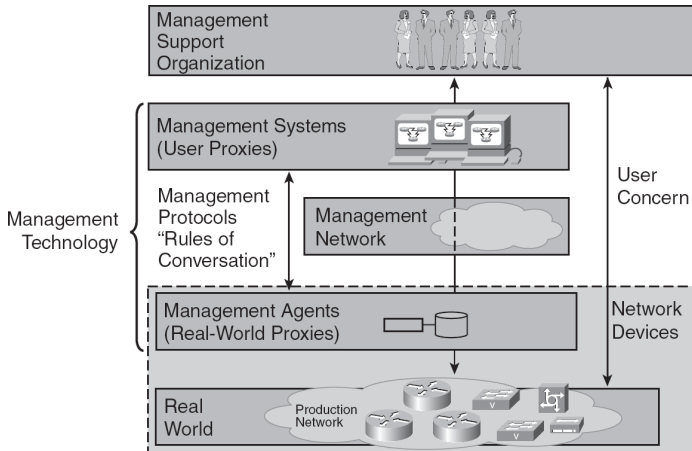 Management
Support
Organization
Management Systems
(User Proxies)
User
Concern
Management
Protocols
“Rules of
Conversation”
Management
Network
Management
Technology
Management Agents
(Real-World Proxies)
Network
Devices
Real
World
Production
Network
V
V